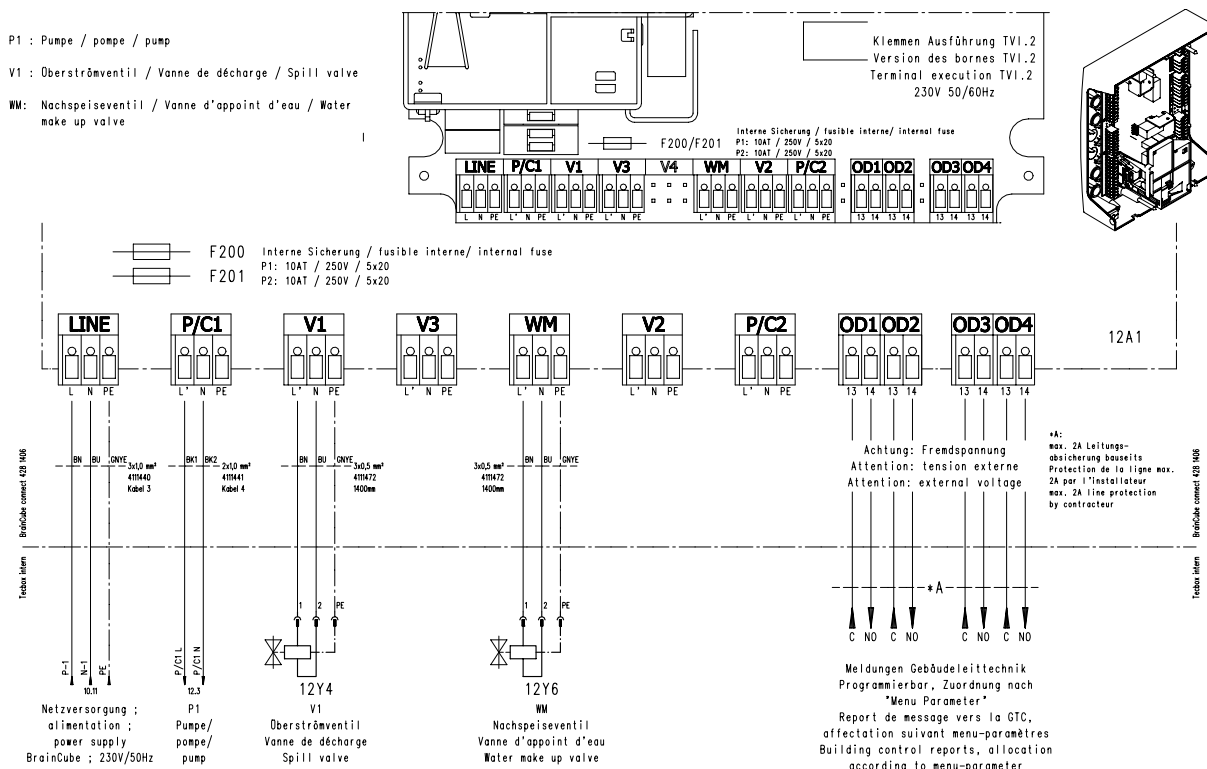 P1 : Pumpe / pompe / pump
V1 : Oberströmventil / Vanne de décharge / Spill valve
WM: Nachspeiseventil / Vanne d'appoint d'eau / Water
make up valve
Klemmen Ausführung TV1.2
Version des bornes TV1.2
Terminal execution TV1.2
230V 50/60Hz
F200/F201
Interne Sicherung / fusible interne/ internal fuse
P1: 10AT / 250V / 5x20
P2: 10AT / 250V / 5x20
LINE P/C1 V1 V3 V4 WM V2 P/C2 OD1 OD2 OD3 OD4
L N PE L' N PE L' N PE L' N PE L' N PE L' N PE L' N PE 13 14 13 14 13 14 13 14
F200
F201
Interne Sicherung / fusible interne/ internal fuse
P1: 10AT / 250V / 5x20
P2: 10AT / 250V / 5x20
LINE P/C1 V1 V3 WM V2 P/C2 OD1 OD2 OD3 OD4
12A1
L N PE L' N PE L' N PE L' N PE L' N PE L' N PE L' N PE 13 14 13 14 13 14 13 14
BN BU GNYE
3x1,0 mm²
4111440
Kabel 3
BK1 BK2
2x1,0 mm²
4111441
Kabel 4
BN BU GNYE
3x0,5 mm²
4111472
1400mm
3x0,5 mm²
4111472
1400mm
BN BU GNYE
Achtung: Fremdspannung
Attention: tension externe
Attention: external voltage
*A:
max. 2A Leitungs-
absicherung bauseits
Protection de la ligne max.
2A par l'installateur
max. 2A line protection
by contracteur
BrainCube connect 428 1406
Tecbox intern
BrainCube connect 428 1406
Tecbox intern
*A
1 2 PE
1 2 PE
C NO C NO C NO C NO
P-1 N-1 PE
10.11
P/C1 L P/C1 N
12.3
12Y4
12Y6
Netzversorgung ;
alimentation ;
power supply
BrainCube ; 230V/50Hz
P1
Pumpe/
pompe/
pump
V1
Oberströmventil
Vanne de décharge
Spill valve
WM
Nachspeiseventil
Vanne d'appoint d'eau
Water make up valve
Meldungen Gebäudeleittechnik
Programmierbar, Zuordnung nach
"Menu Parameter"
Report de message vers la GTC,
affectation suivant menu-paramètres
Building control reports, allocation
according to menu-parameter